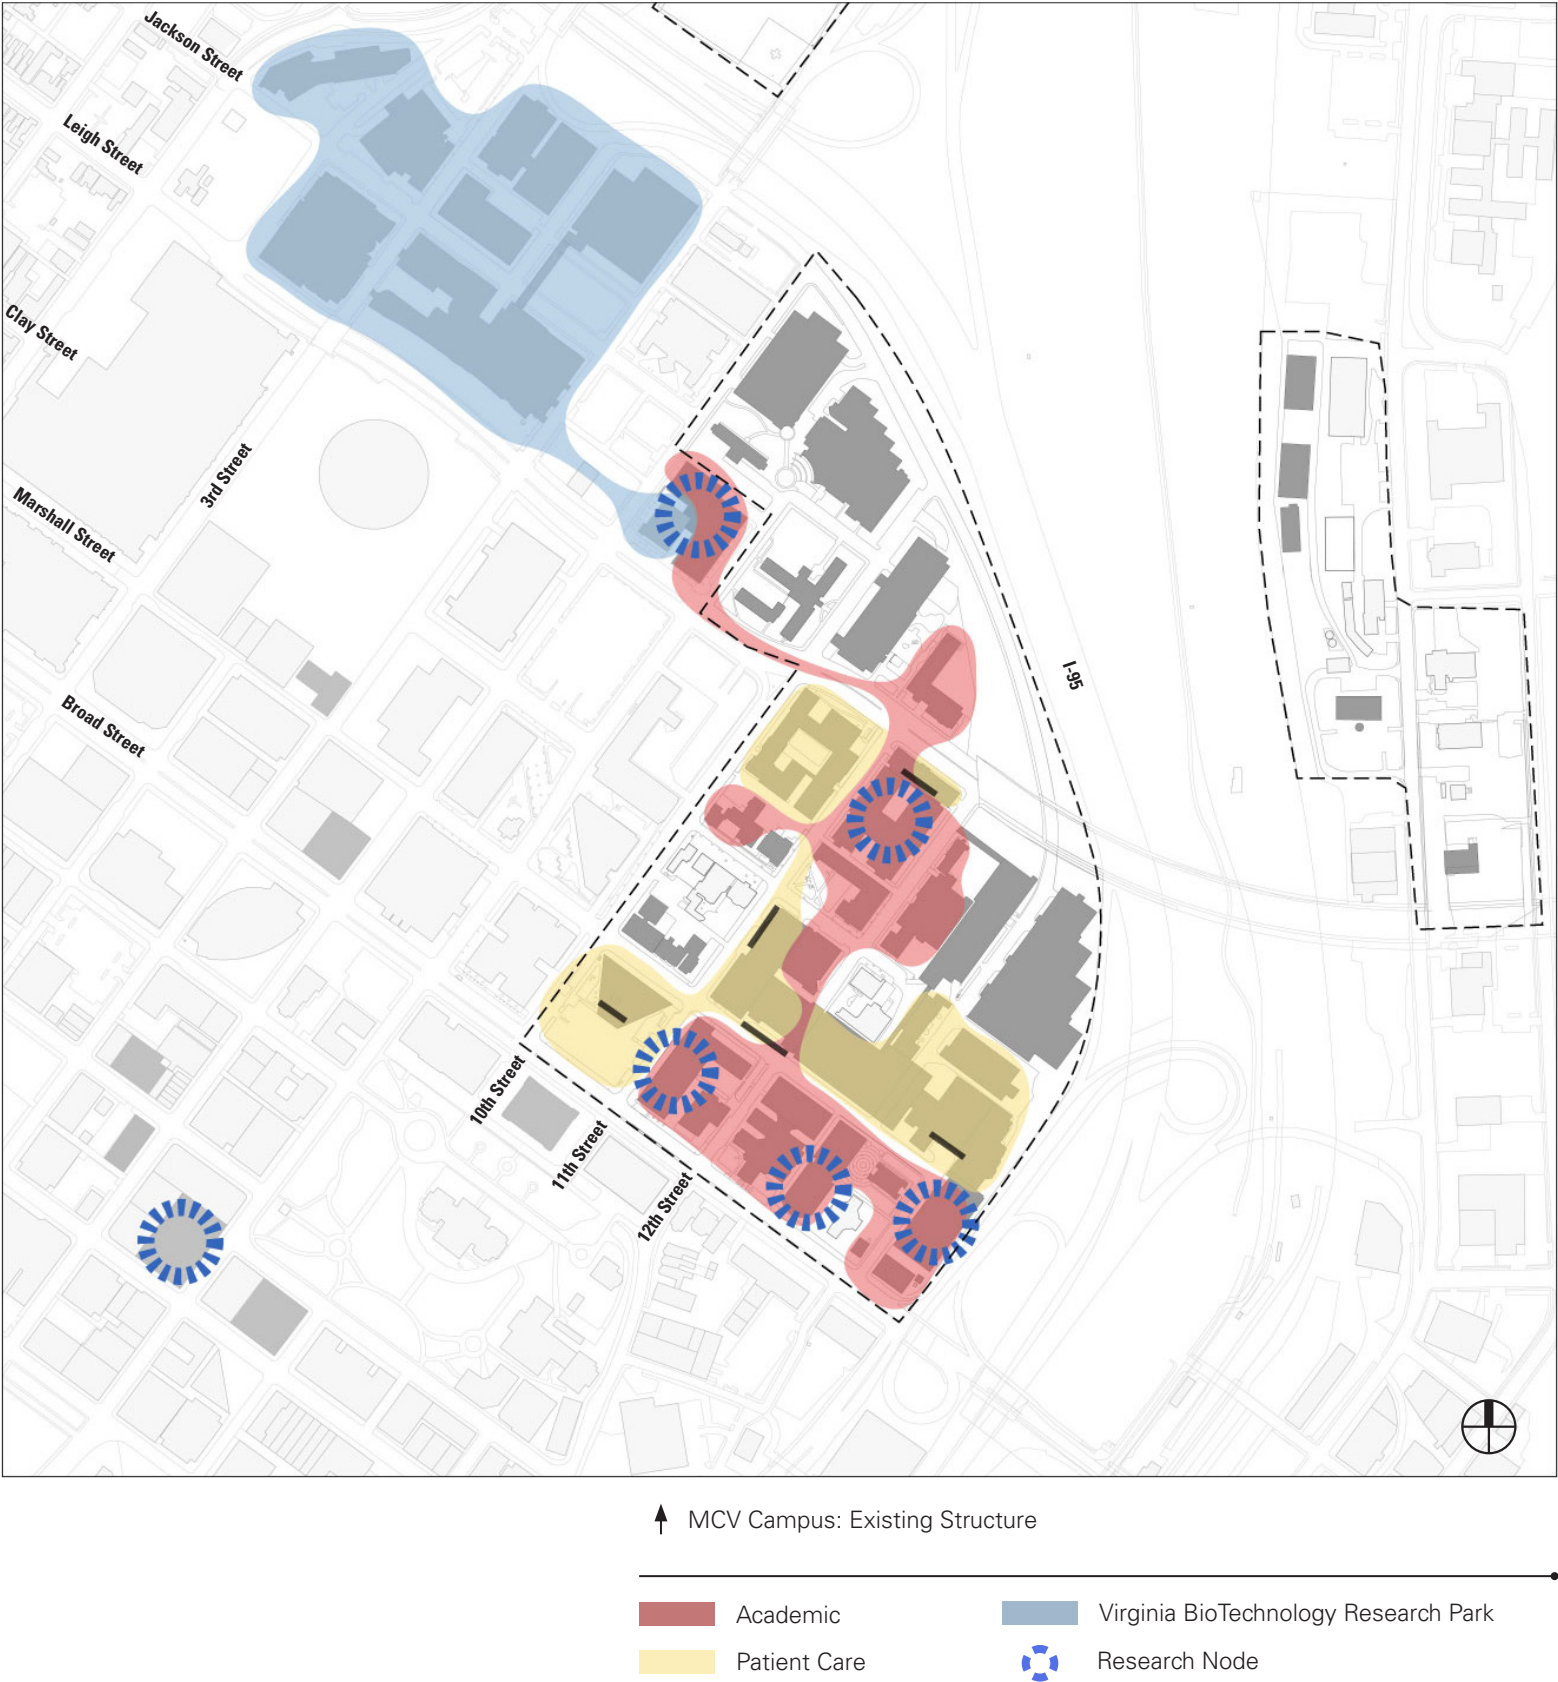 Jackson Street
Leigh Street
Clay Street
3rd Street
Marshall Street
Broad Street
I-95
10th Street
11th Street
12th Street
MCV Campus: Existing Structure
Academic
Virginia BioTechnology Research Park
Patient Care
Research Node